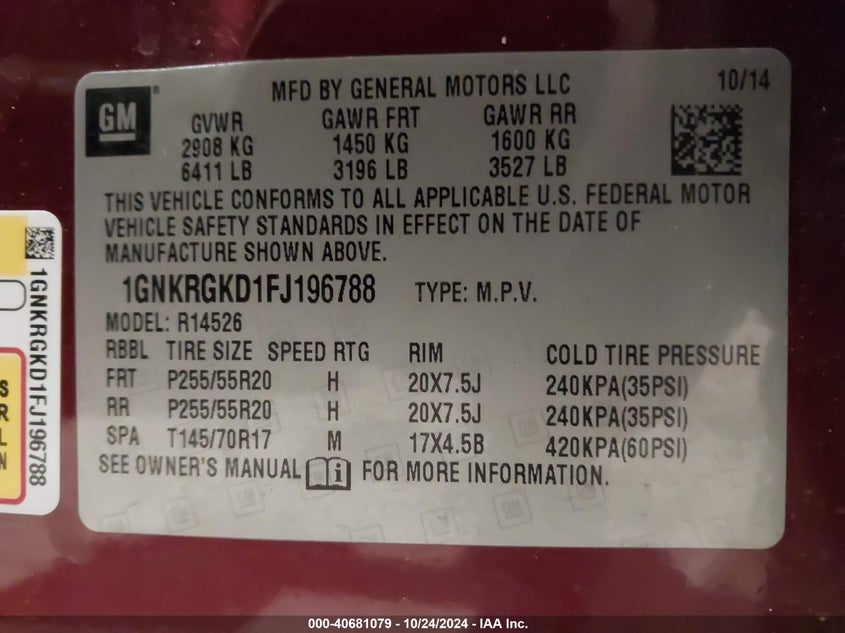 GM
MFD BY GENERAL MOTORS LLC
10/14
GVWR GAWR FRT GAWR RR
2908 KG 1450 KG 1600 KG
6411 LB 3196 LB 3527 LB
THIS VEHICLE CONFORMS TO ALL APPLICABLE U.S. FEDERAL MOTOR
VEHICLE SAFETY STANDARDS IN EFFECT ON THE DATE OF
MANUFACTURE SHOWN ABOVE.
1GNKRGKD1FJ196788 TYPE: M.P.V.
MODEL: R14526
RBBL TIRE SIZE SPEED RTG RIM COLD TIRE PRESSURE
FRT P255/55R20 H 20X7.5J 240KPA(35PSI)
RR P255/55R20 H 20X7.5J 240KPA(35PSI)
SPA T145/70R17 M 17X4.5B 420KPA(60PSI)
SEE OWNER'S MANUAL FOR MORE INFORMATION.
1GNKRGKD1FJ196788
S
R
L
N
000-40681079 - 10/24/2024 - IAA Inc.